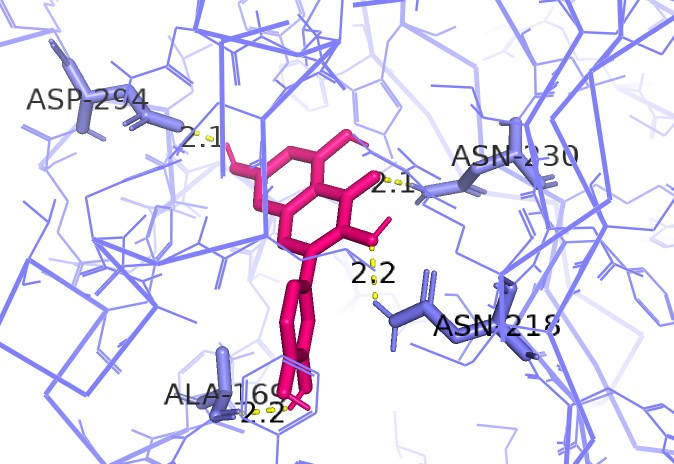 ASP-294
2.1
ASN-230
2.1
2.2
ASN-218
ALA-169
2.2